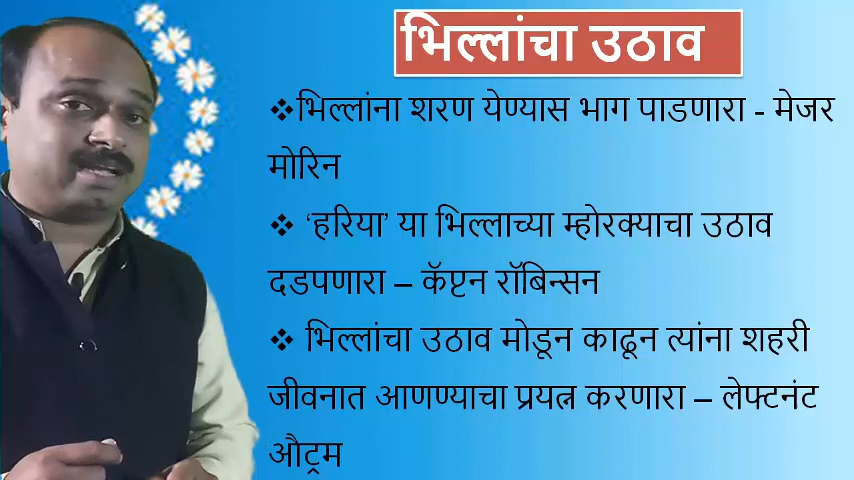 भिल्लांचा उठाव
❖भिल्लांना शरण येण्यास भाग पाडणारा - मेजर
मोरिन
❖ ‘हरिया’ या भिल्लाच्या म्होरक्याचा उठाव
दडपणारा – कॅप्टन रॉबिन्सन
❖ भिल्लांचा उठाव मोडून काढून त्यांना शहरी
जीवनात आणण्याचा प्रयत्न करणारा – लेफ्टनंट
औट्रम